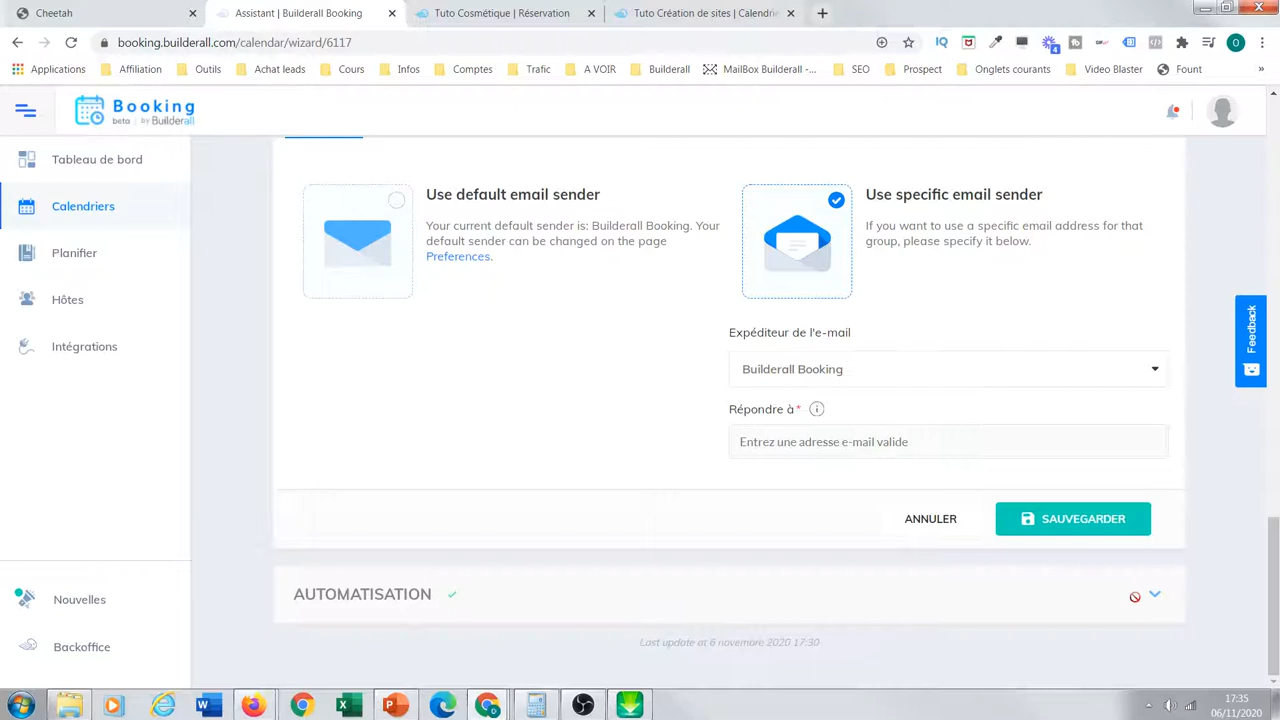 Cheetah
Assistant | Builderall Booking
Tuto Cosmétique | Réserva
Tuto Création de sites | Calendrie
booking.builderall.com/calendar/wizard/6117
Applications
Affiliation
Outils
Achat leads
Cours
Infos
Comptes
Trafic
A VOIR
Builderall
MailBox Builderall -...
SEO
Prospect
Onglets courants
Video Blaster
Fount
»
Booking
beta | by Builderall
Tableau de bord
Calendriers
Planifier
Hôtes
Intégrations
Nouvelles
Backoffice
Use default email sender
Your current default sender is: Builderall Booking. Your
default sender can be changed on the page
Preferences.
Use specific email sender
If you want to use a specific email address for that
group, please specify it below.
Expéditeur de l'e-mail
Builderall Booking
Répondre à*
Entrez une adresse e-mail valide
ANNULER
SAUVEGARDER
AUTOMATISATION
Last update at 6 novembre 2020 17:30
Feedback
17:35
06/11/2020